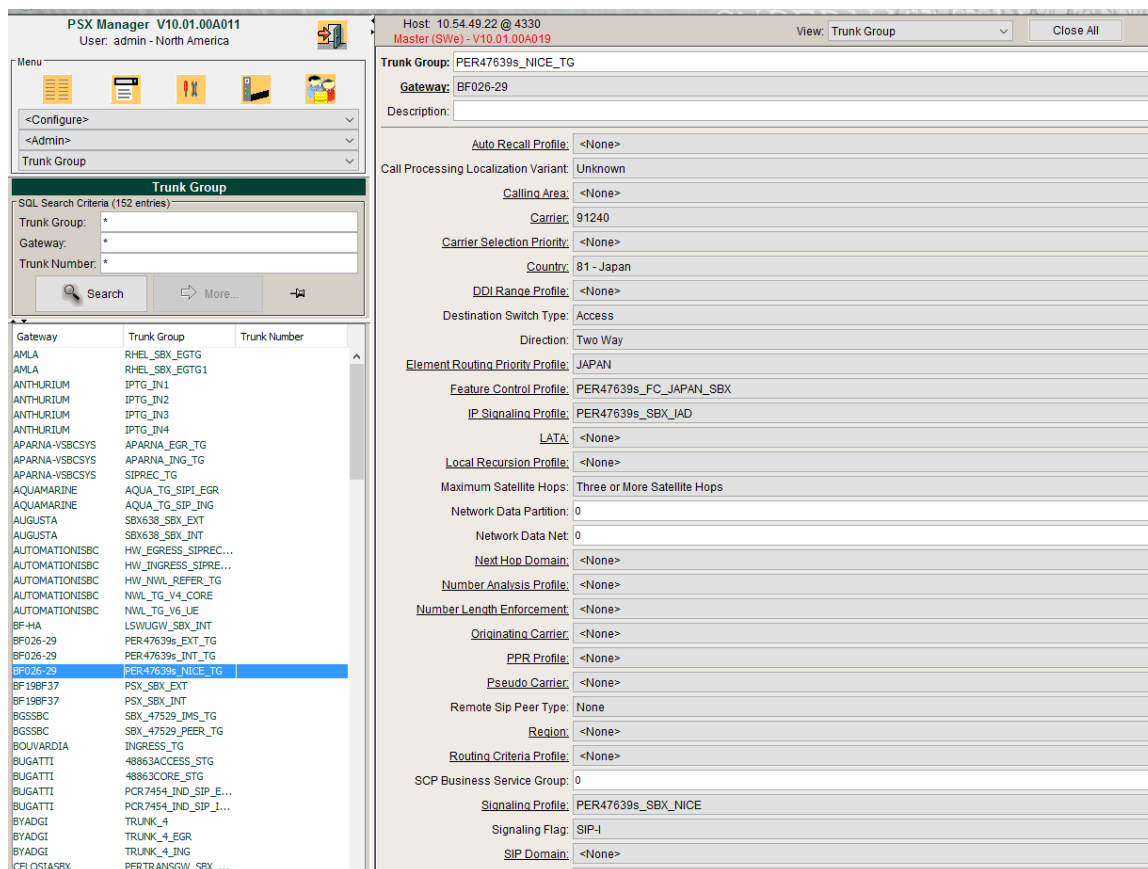 PSX Manager V10.01.00A011
User: admin - North America
Menu
<Configure>
<Admin>
Trunk Group
Trunk Group
SQL Search Criteria (152 entries)
Trunk Group: *
Gateway: *
Trunk Number: *
Search More...
Gateway Trunk Group Trunk Number
AMLA RHEL_SBX_EGTG
AMLA RHEL_SBX_EGTG1
ANTHURIUM IPTG_IN1
ANTHURIUM IPTG_IN2
ANTHURIUM IPTG_IN3
ANTHURIUM IPTG_IN4
APARNA-VSBCSYS APARNA_EGR_TG
APARNA-VSBCSYS APARNA_ING_TG
APARNA-VSBCSYS SIPREC_TG
AQUAMARINE AQUA_TG_SIPI_EGR
AQUAMARINE AQUA_TG_SIP_ING
AUGUSTA SBX638_SBX_EXT
AUGUSTA SBX638_SBX_INT
AUTOMATIONISBC HW_EGRESS_SIPREC...
AUTOMATIONISBC HW_INGRESS_SIPRE...
AUTOMATIONISBC HW_NWL_REFER_TG
AUTOMATIONISBC NWL_TG_V4_CORE
AUTOMATIONISBC NWL_TG_V6_UE
BF-HA LSWUGW_SBX_INT
BF026-29 PER47639s_EXT_TG
BF026-29 PER47639s_INT_TG
BF026-29 PER47639s_NICE_TG
BF19BF37 PSX_SBX_EXT
BF19BF37 PSX_SBX_INT
BGSSBC SBX_47529_IMS_TG
BGSSBC SBX_47529_PEER_TG
BOUVARDIA INGRESS_TG
BUGATTI 48863ACCESS_STG
BUGATTI 48863CORE_STG
BUGATTI PCR7454_IND_SIP_E...
BUGATTI PCR7454_IND_SIP_I...
BYADGI TRUNK_4
BYADGI TRUNK_4_EGR
BYADGI TRUNK_4_ING
CELOSIASBX PERTRANSGW_SBX_...
Host: 10.54.49.22 @ 4330
Master (SWe) - V10.01.00A019
View: Trunk Group Close All
Trunk Group: PER47639s_NICE_TG
Gateway: BF026-29
Description:
Auto Recall Profile: <None>
Call Processing Localization Variant: Unknown
Calling Area: <None>
Carrier: 91240
Carrier Selection Priority: <None>
Country: 81 - Japan
DDI Range Profile: <None>
Destination Switch Type: Access
Direction: Two Way
Element Routing Priority Profile: JAPAN
Feature Control Profile: PER47639s_FC_JAPAN_SBX
IP Signaling Profile: PER47639s_SBX_IAD
LATA: <None>
Local Recursion Profile: <None>
Maximum Satellite Hops: Three or More Satellite Hops
Network Data Partition: 0
Network Data Net: 0
Next Hop Domain: <None>
Number Analysis Profile: <None>
Number Length Enforcement: <None>
Originating Carrier: <None>
PPR Profile: <None>
Pseudo Carrier: <None>
Remote Sip Peer Type: None
Region: <None>
Routing Criteria Profile: <None>
SCP Business Service Group: 0
Signaling Profile: PER47639s_SBX_NICE
Signaling Flag: SIP-I
SIP Domain: <None>